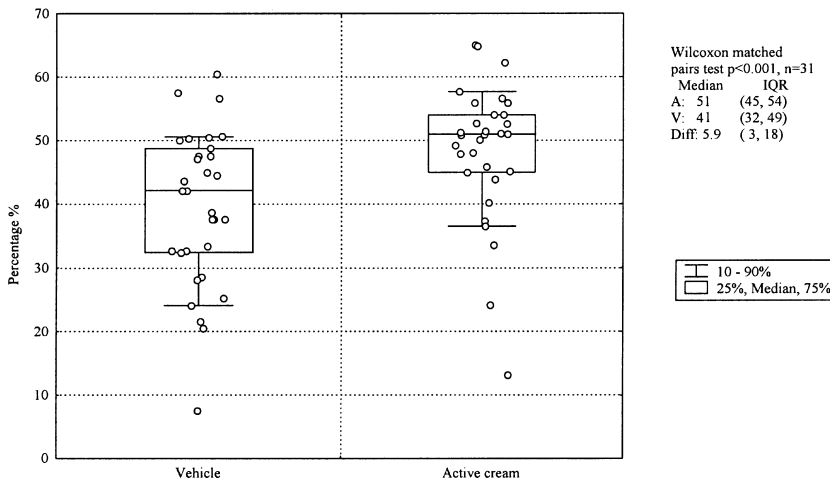 70
60
50
40
30
20
10
0
Percentage %
Vehicle
Active cream
Wilcoxon matched
pairs test p<0.001, n=31
Median IQR
A: 51 (45, 54)
V: 41 (32, 49)
Diff: 5.9 ( 3, 18)
10 - 90%
25%, Median, 75%